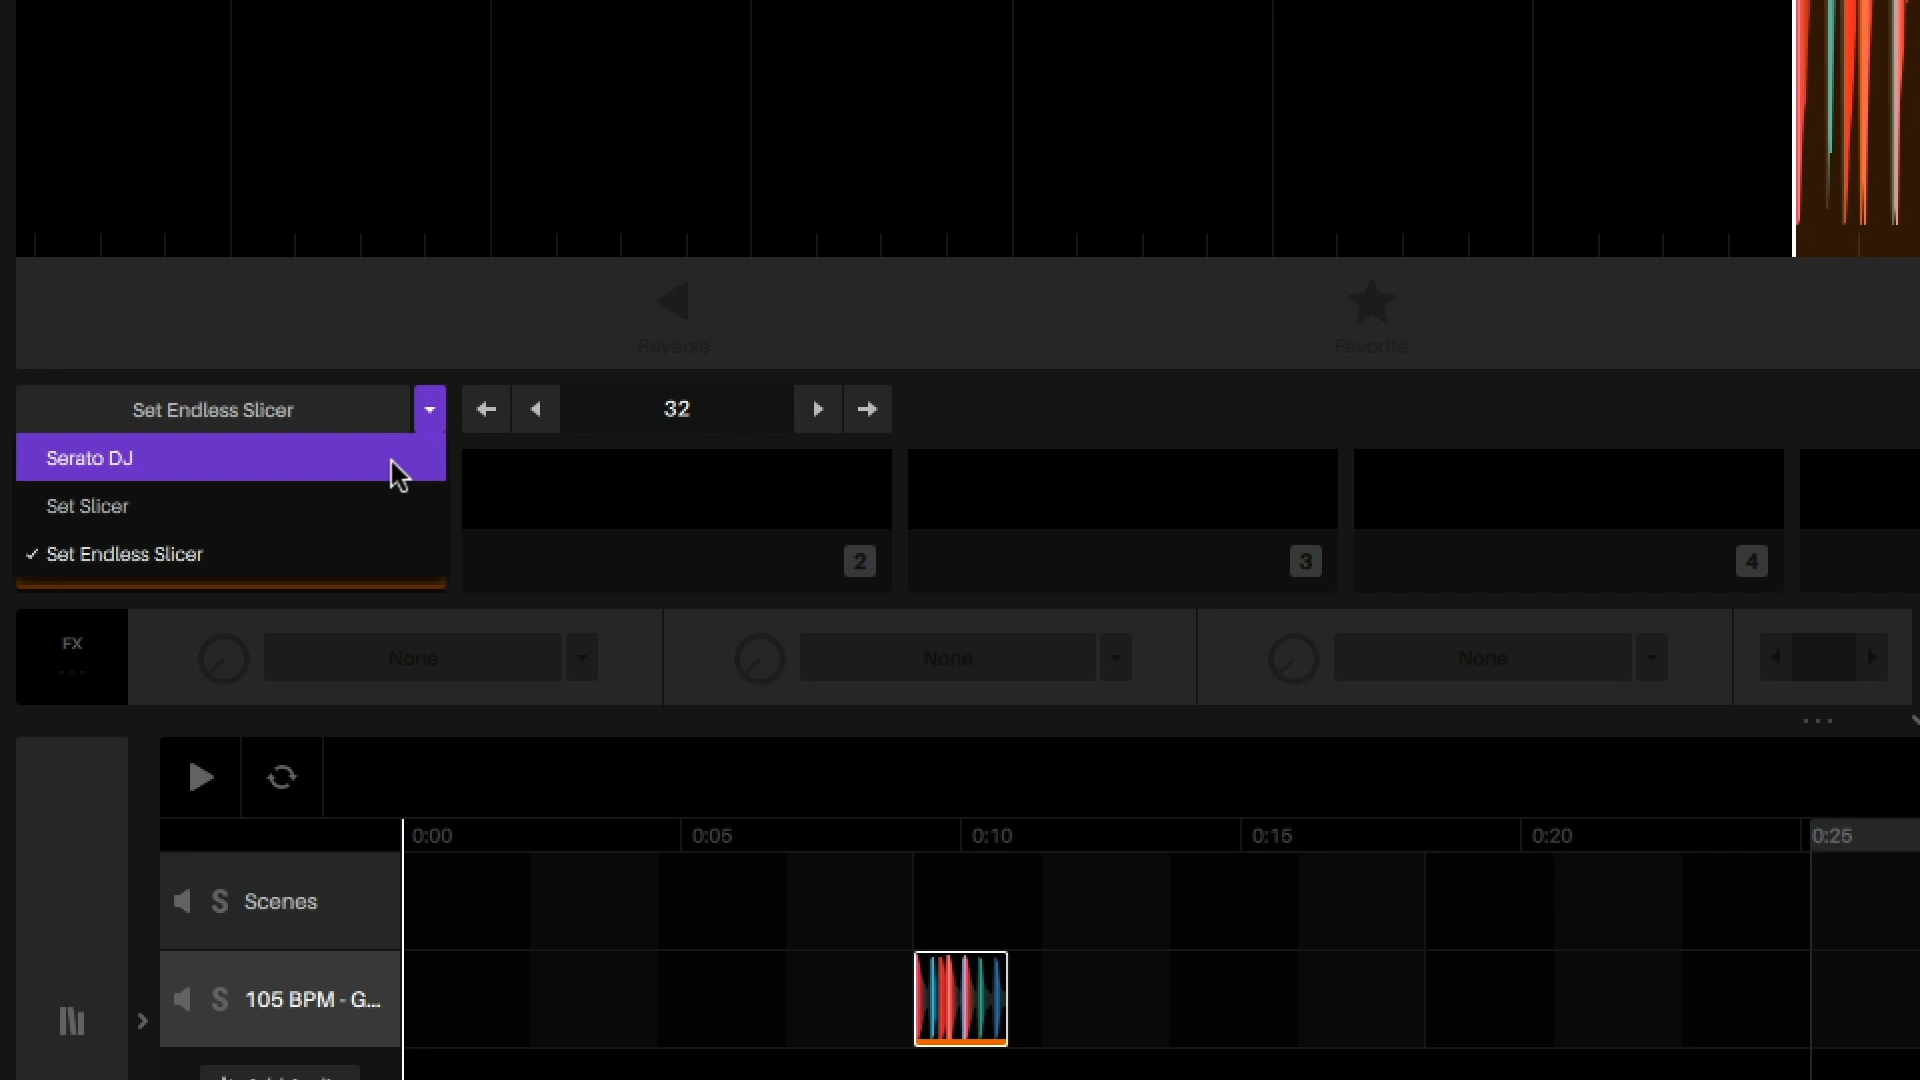 Reverse
Favorite
Set Endless Slicer
32
Serato DJ
Set Slicer
✓ Set Endless Slicer
2
3
4
FX
None
None
None
0:00
0:05
0:10
0:15
0:20
0:25
S Scenes
S 105 BPM - G...